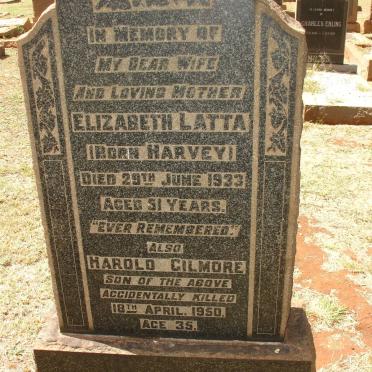 In Memory of
My Dear Wife
And Loving Mother
Elizabeth Latta
(Born Harvey)
Died 29th June 1933
Aged 51 Years.
"Ever Remembered"
Also
Harold Gilmore
Son of the Above
Accidentally Killed
18th April. 1950.
Age 35.
Charles Enling